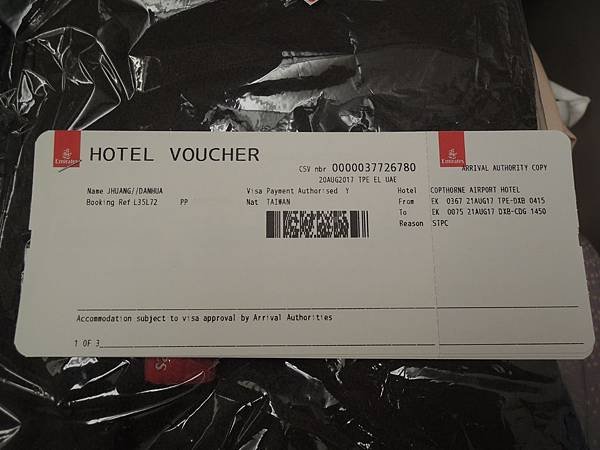 Emirates
HOTEL VOUCHER
CSV nbr 0000037726780
20AUG2017 TPE EL UAE
Name JHUANG//DANHUA
Booking Ref L35L72 PP
Visa Payment Authorised Y
Nat TAIWAN
Emirates
ARRIVAL AUTHORITY COPY
Hotel COPTHORNE AIRPORT HOTEL
From EK 0367 21AUG17 TPE-DXB 0415
To EK 0075 21AUG17 DXB-CDG 1450
Reason STPC
Accommodation subject to visa approval by Arrival Authorities
1 OF 3